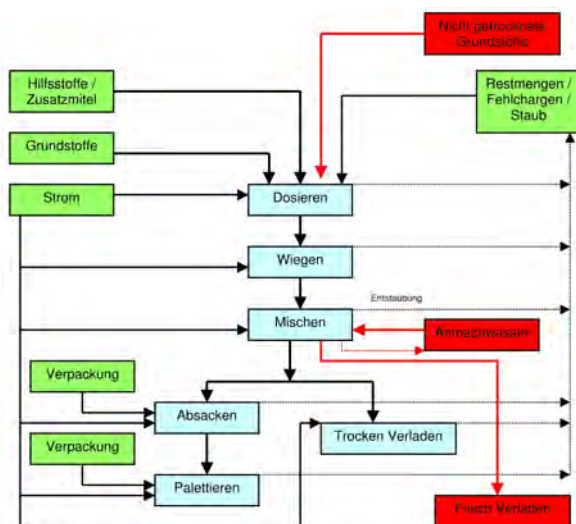 Nicht getrocknete
Grundstoffe
Hilfsstoffe /
Zusatzmitel
Restmengen /
Fehlchargen /
Staub
Grundstoffe
Strom
Dosieren
Wiegen
Entstaubung
Mischen
Anmachwasser
Verpackung
Absacken
Trocken Verladen
Verpackung
Palettieren
Frisch Verladen